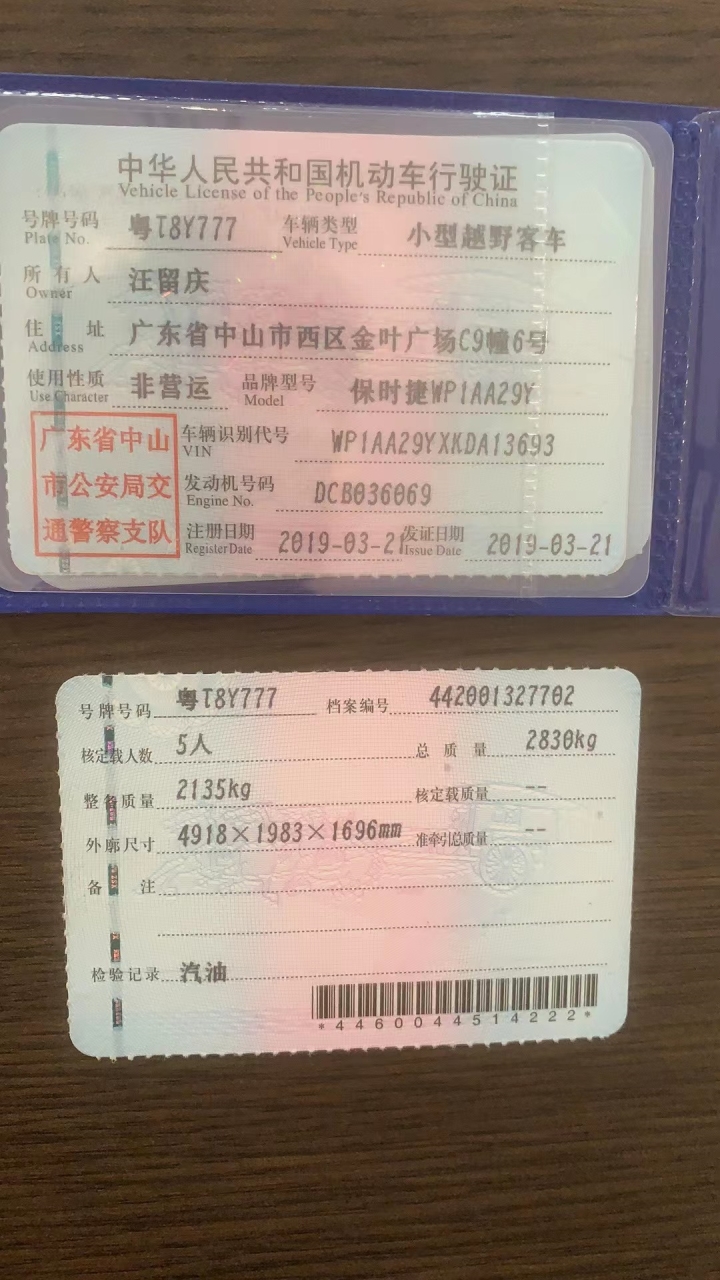 中华人民共和国机动车行驶证
Vehicle License of the People's Republic of China
号牌号码 粤T8Y777 车辆类型 小型越野客车
Plate No. Vehicle Type
所有人 汪留庆
Owner
住址 广东省中山市西区金叶广场C9幢6号
Address
使用性质 非营运 品牌型号 保时捷WP1AA29Y
Use Character Model
广东省中山
市公安局交
通警察支队
车辆识别代号 WP1AA29YXKDA13693
VIN
发动机号码 DCB036069
Engine No.
注册日期 2019-03-21 发证日期 2019-03-21
Register Date Issue Date
号牌号码 粤T8Y777 档案编号 442001327702
核定载人数 5人 总质量 2830kg
整备质量 2135kg 核定载质量 --
外廓尺寸 4918×1983×1696mm 准牵引总质量 --
备注
检验记录 汽油
*4460044514222*